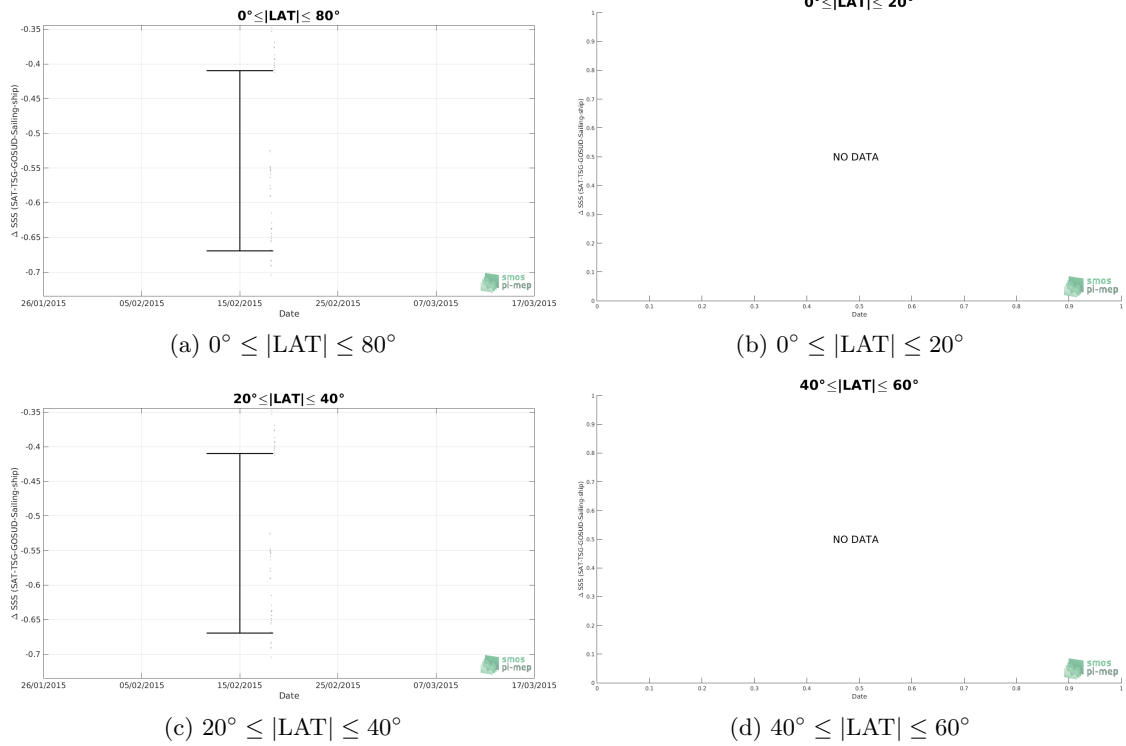 0°≤|LAT|≤ 80°
-0.35
-0.4
-0.45
-0.5
-0.55
-0.6
-0.65
-0.7
Δ SSS (SAT-TSG-GOSUD-Sailing-ship)
26/01/2015 05/02/2015 15/02/2015 25/02/2015 07/03/2015 17/03/2015
Date
smos
pi-mep
(a) 0° ≤ |LAT| ≤ 80°
0°≤|LAT|≤ 20°
1
0.9
0.8
0.7
0.6
0.5
0.4
0.3
0.2
0.1
0
Δ SSS (SAT-TSG-GOSUD-Sailing-ship)
NO DATA
0 0.1 0.2 0.3 0.4 0.5 0.6 0.7 0.8 0.9 1
Date
smos
pi-mep
(b) 0° ≤ |LAT| ≤ 20°
20°≤|LAT|≤ 40°
-0.35
-0.4
-0.45
-0.5
-0.55
-0.6
-0.65
-0.7
Δ SSS (SAT-TSG-GOSUD-Sailing-ship)
26/01/2015 05/02/2015 15/02/2015 25/02/2015 07/03/2015 17/03/2015
Date
smos
pi-mep
(c) 20° ≤ |LAT| ≤ 40°
40°≤|LAT|≤ 60°
1
0.9
0.8
0.7
0.6
0.5
0.4
0.3
0.2
0.1
0
Δ SSS (SAT-TSG-GOSUD-Sailing-ship)
NO DATA
0 0.1 0.2 0.3 0.4 0.5 0.6 0.7 0.8 0.9 1
Date
smos
pi-mep
(d) 40° ≤ |LAT| ≤ 60°